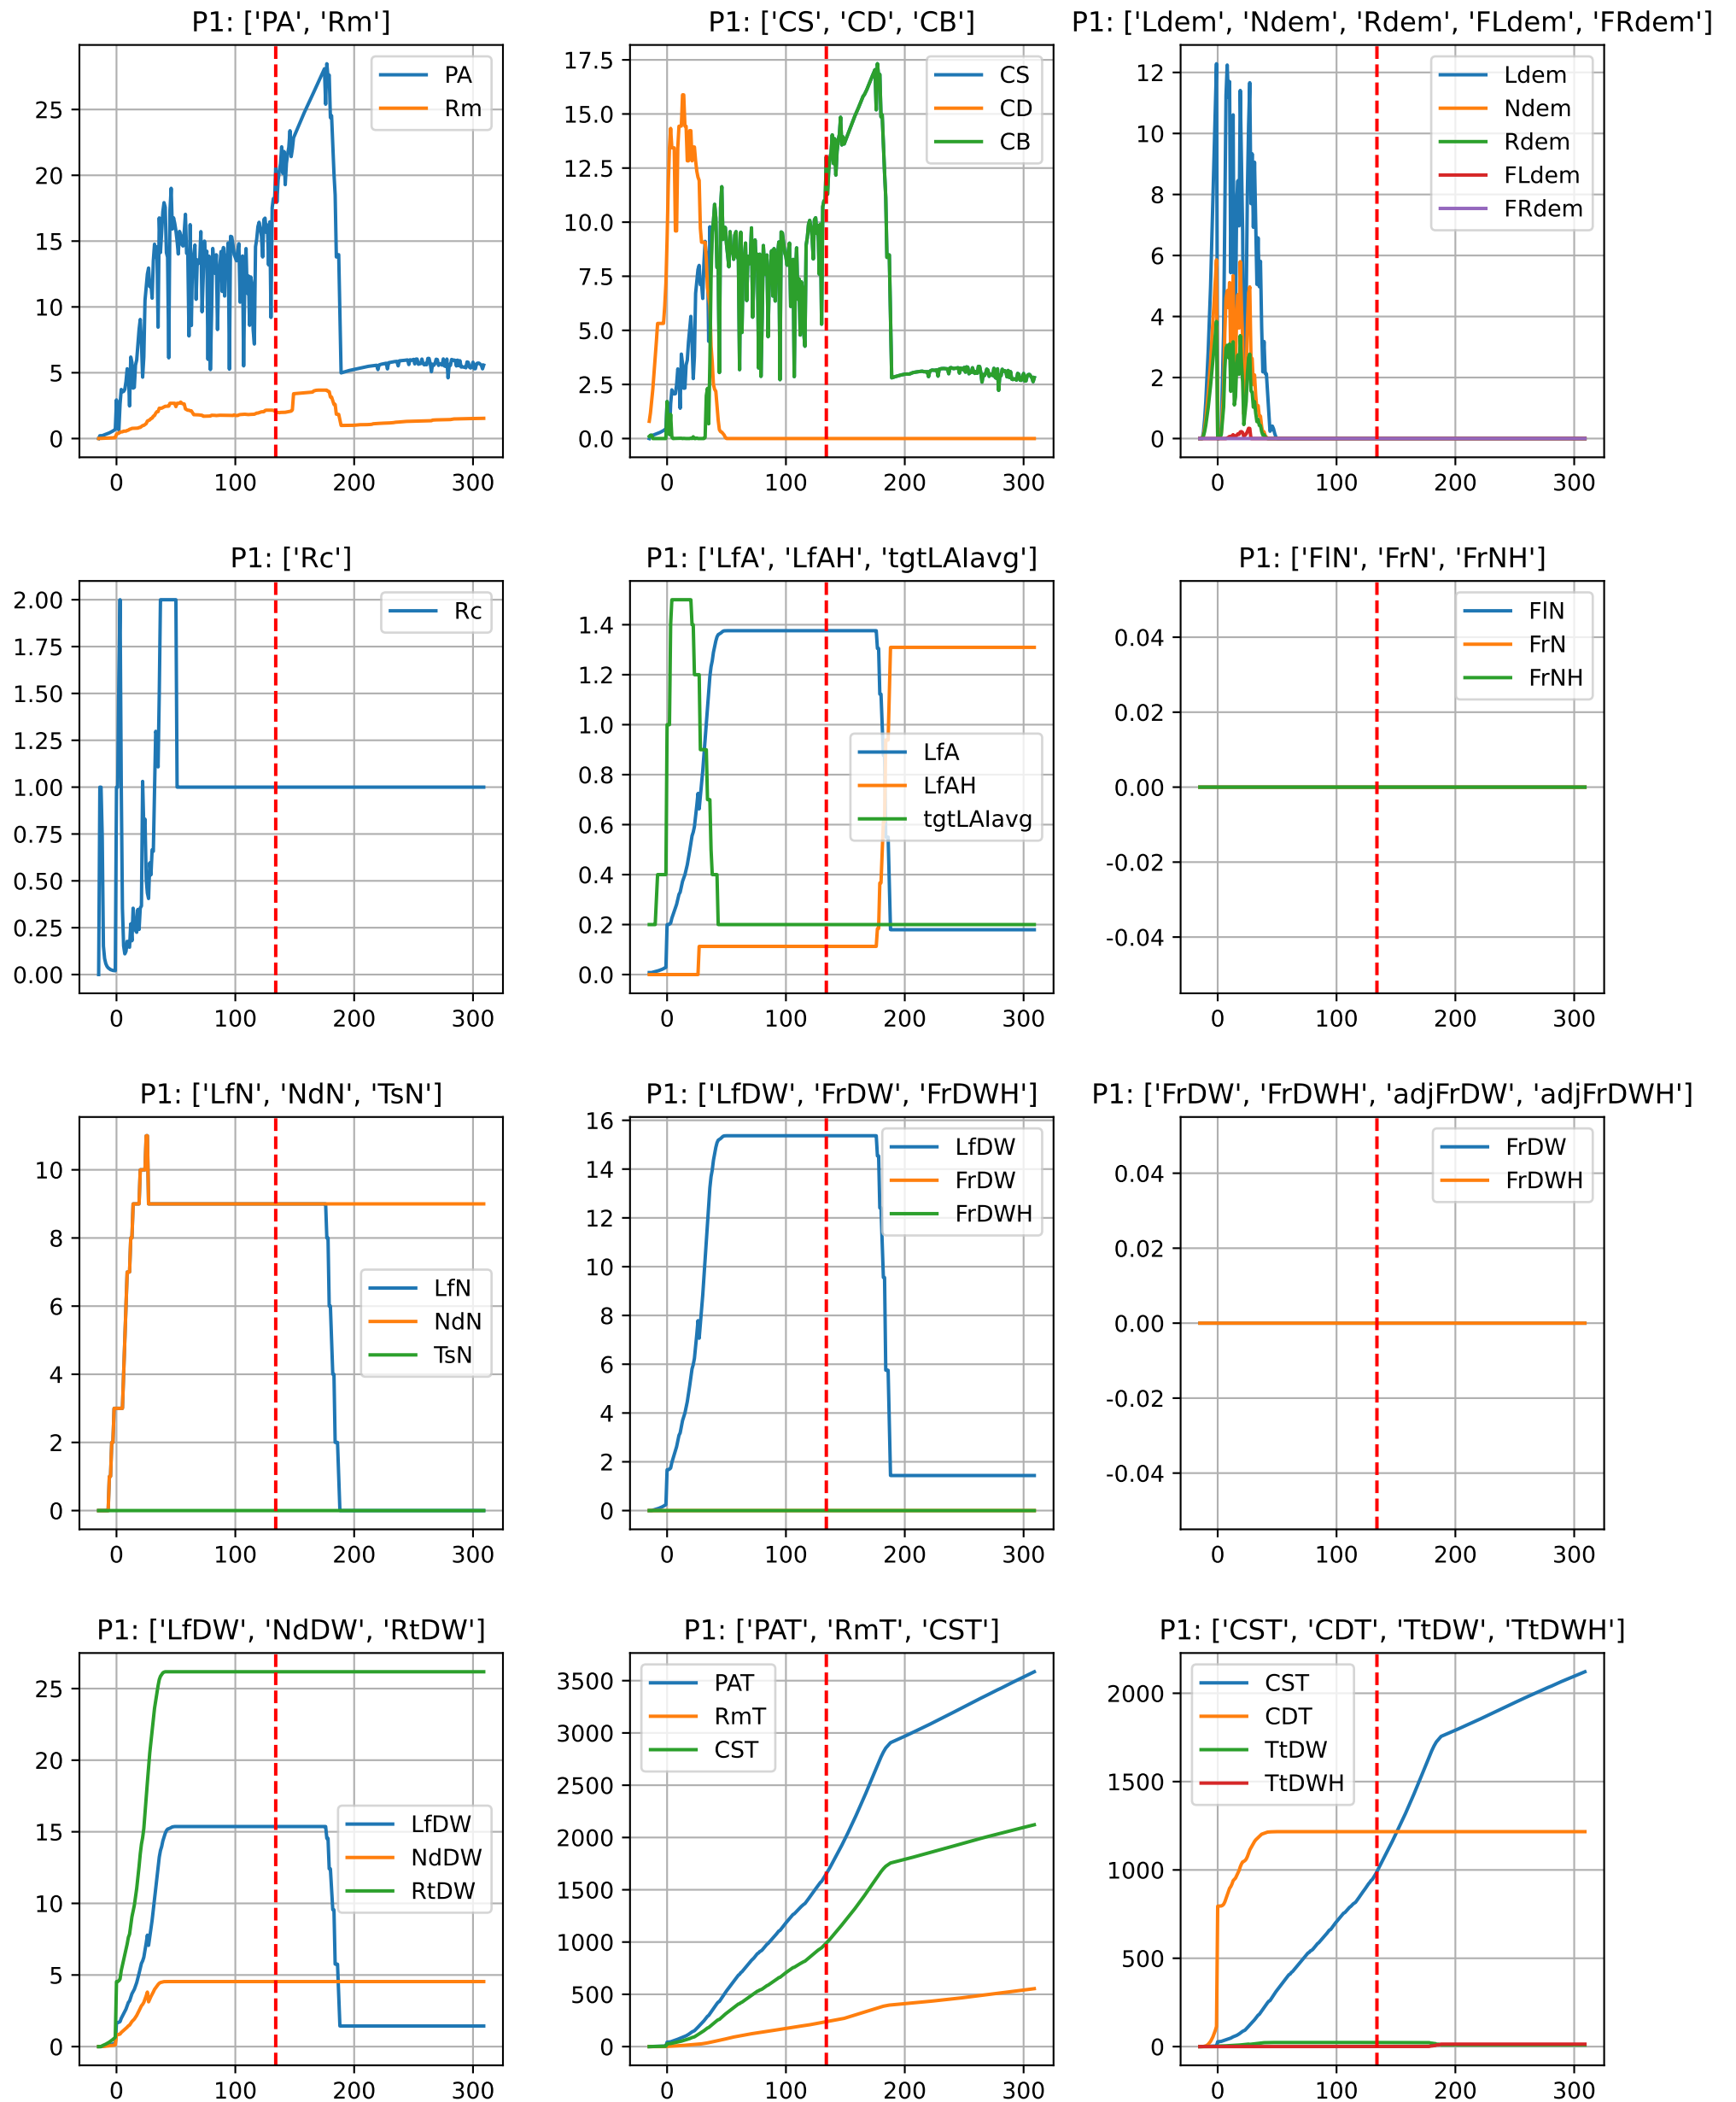 P1: ['PA', 'Rm']
PA
Rm
25
20
15
10
5
0
0 100 200 300
P1: ['CS', 'CD', 'CB']
CS
CD
CB
17.5
15.0
12.5
10.0
7.5
5.0
2.5
0.0
0 100 200 300
P1: ['Ldem', 'Ndem', 'Rdem', 'FLdem', 'FRdem']
Ldem
Ndem
Rdem
FLdem
FRdem
12
10
8
6
4
2
0
0 100 200 300
P1: ['Rc']
Rc
2.00
1.75
1.50
1.25
1.00
0.75
0.50
0.25
0.00
0 100 200 300
P1: ['LfA', 'LfAH', 'tgtLAIavg']
LfA
LfAH
tgtLAIavg
1.4
1.2
1.0
0.8
0.6
0.4
0.2
0.0
0 100 200 300
P1: ['FlN', 'FrN', 'FrNH']
FlN
FrN
FrNH
0.04
0.02
0.00
-0.02
-0.04
0 100 200 300
P1: ['LfN', 'NdN', 'TsN']
LfN
NdN
TsN
10
8
6
4
2
0
0 100 200 300
P1: ['LfDW', 'FrDW', 'FrDWH']
LfDW
FrDW
FrDWH
16
14
12
10
8
6
4
2
0
0 100 200 300
P1: ['FrDW', 'FrDWH', 'adjFrDW', 'adjFrDWH']
FrDW
FrDWH
0.04
0.02
0.00
-0.02
-0.04
0 100 200 300
P1: ['LfDW', 'NdDW', 'RtDW']
LfDW
NdDW
RtDW
25
20
15
10
5
0
0 100 200 300
P1: ['PAT', 'RmT', 'CST']
PAT
RmT
CST
3500
3000
2500
2000
1500
1000
500
0
0 100 200 300
P1: ['CST', 'CDT', 'TtDW', 'TtDWH']
CST
CDT
TtDW
TtDWH
2000
1500
1000
500
0
0 100 200 300